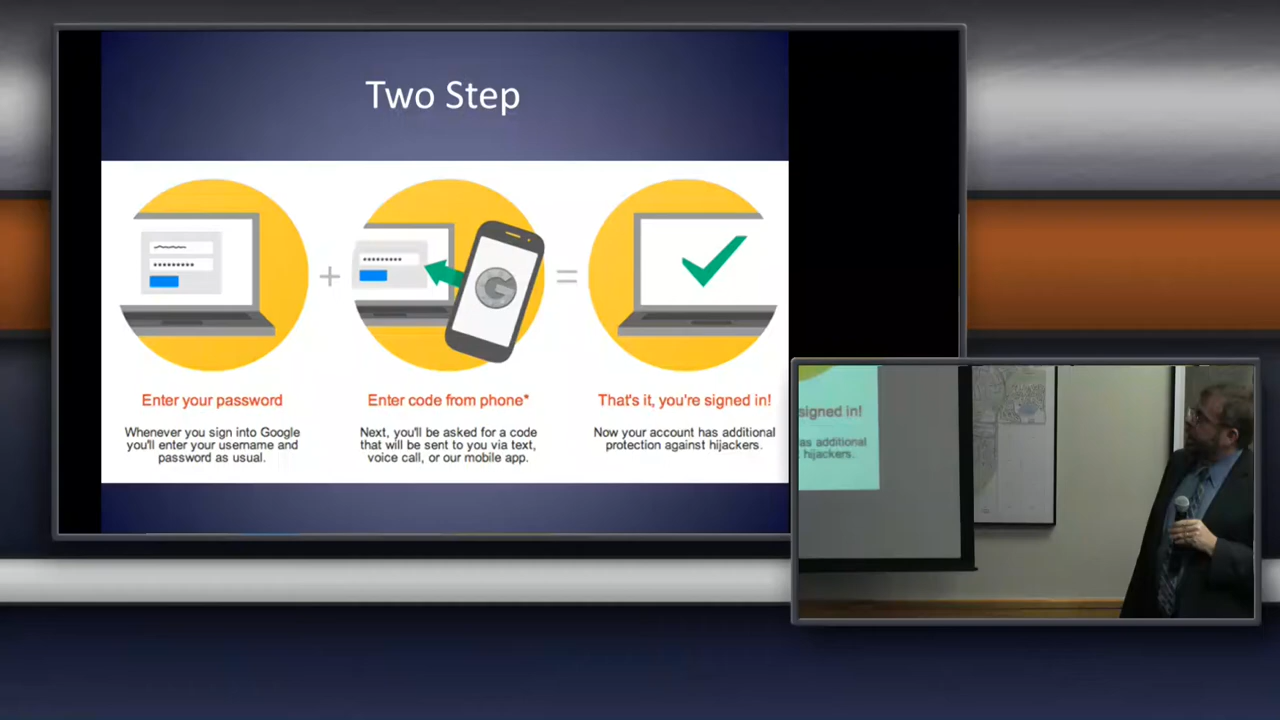 Two Step
+
=
Enter your password
Whenever you sign into Google
you'll enter your username and
password as usual.
Enter code from phone*
Next, you'll be asked for a code
that will be sent to you via text,
voice call, or our mobile app.
That's it, you're signed in!
Now your account has additional
protection against hijackers.
G
signed in!
as additional
hijackers.